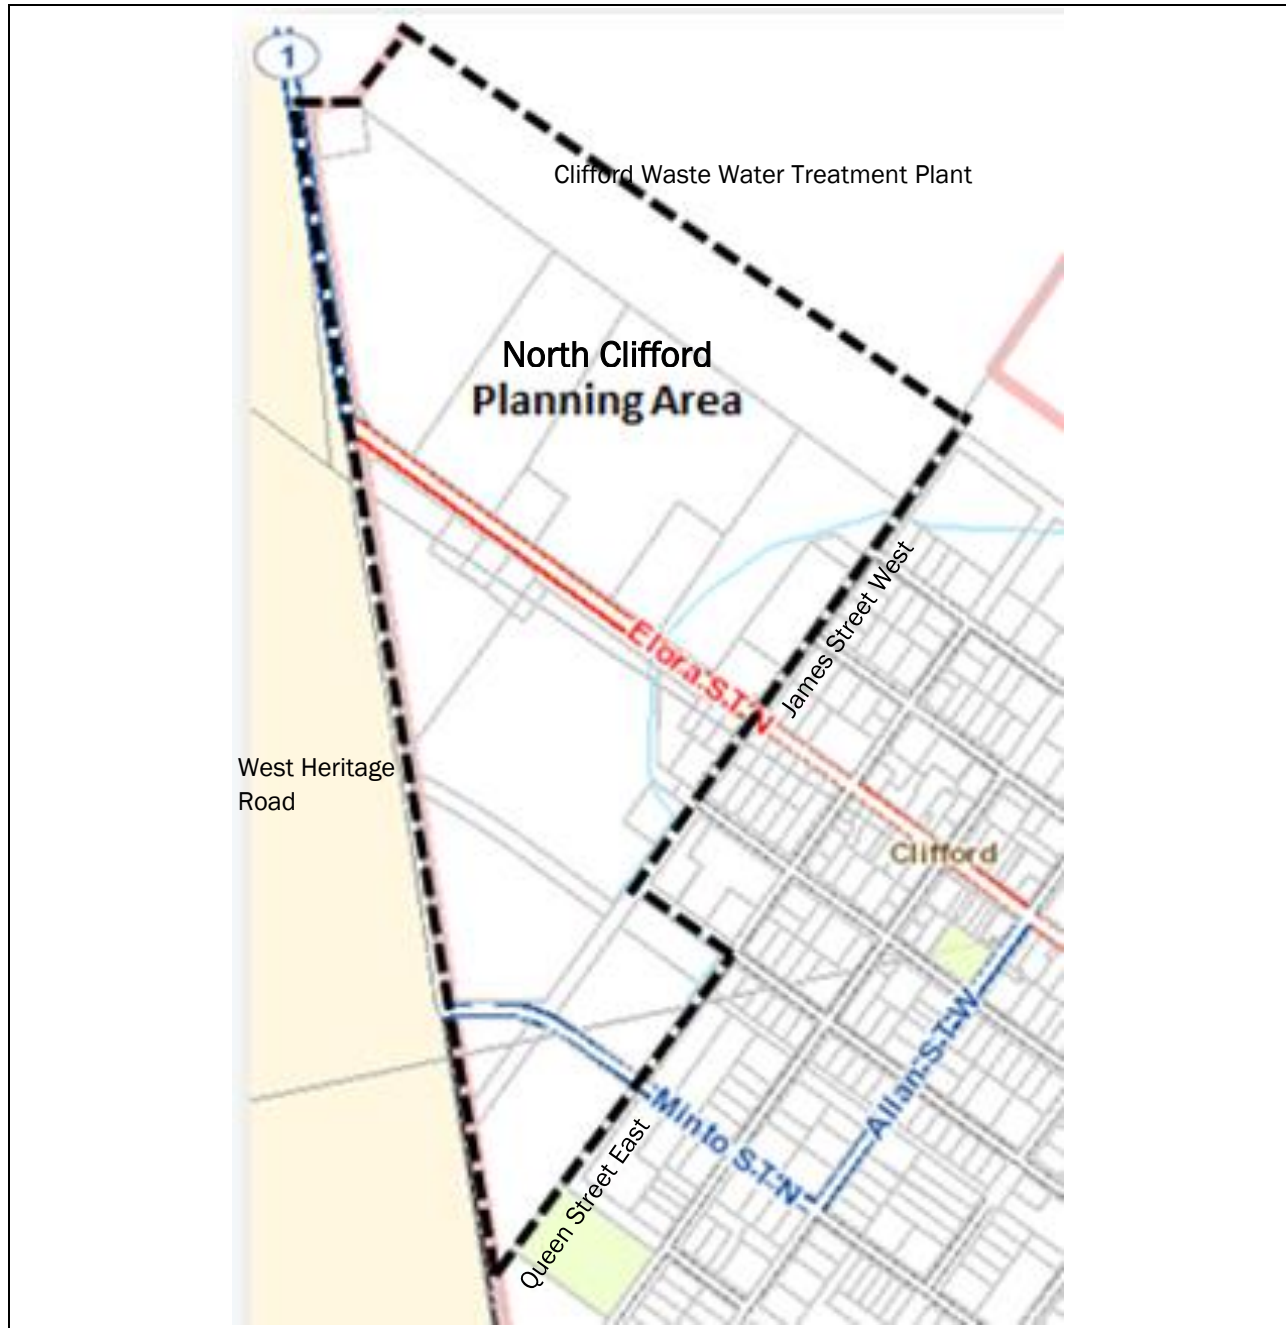 1
Clifford Waste Water Treatment Plant
North Clifford
Planning Area
James Street West
Elora S.T.N
West Heritage
Road
Clifford
Allan S.T.W
Minto S.T.N
Queen Street East